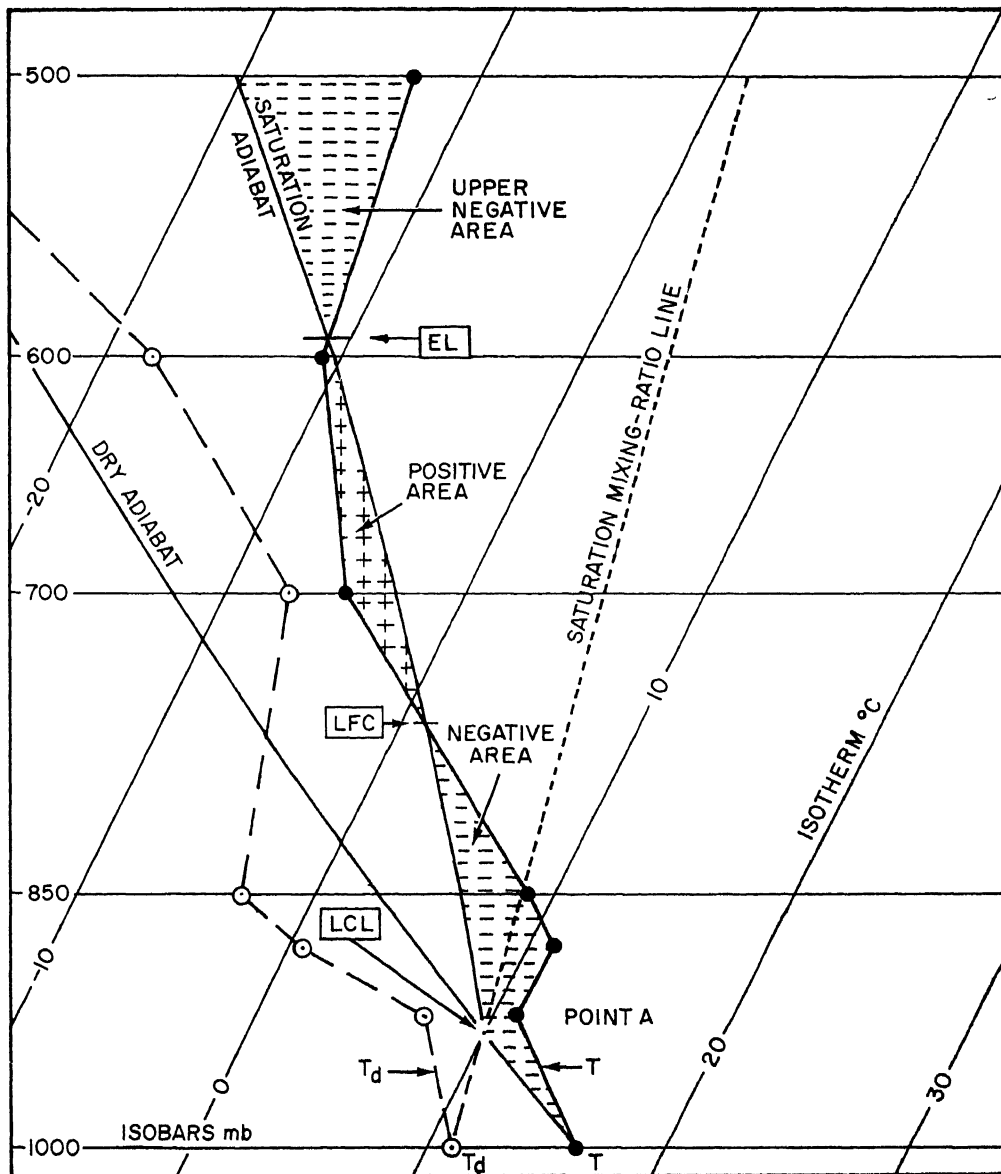 500
SATURATION
ADIABAT
UPPER
NEGATIVE
AREA
EL
600
SATURATION MIXING-RATIO LINE
DRY ADIABAT
-20
POSITIVE
AREA
700
10
LFC
NEGATIVE
AREA
ISOTHERM °C
850
LCL
-10
POINT A
20
Td
T
0
30
ISOBARS mb
1000
Td
T